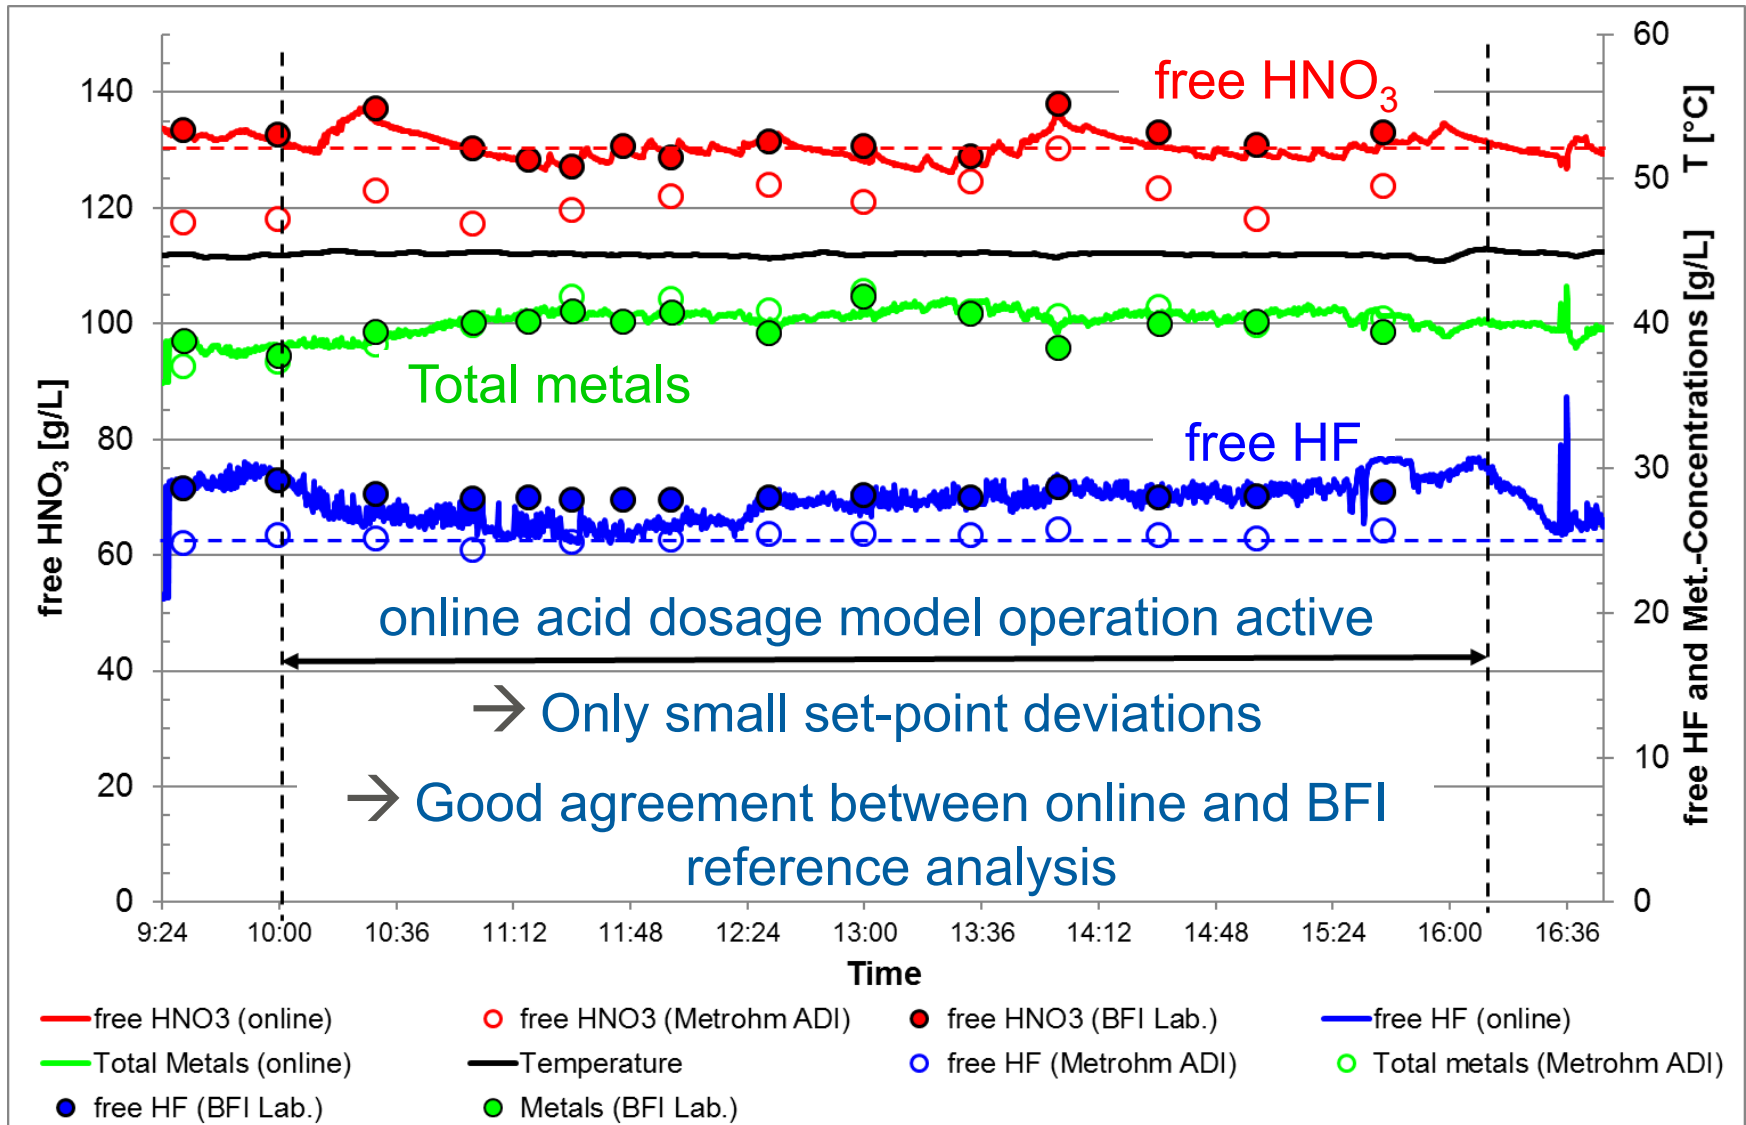 60
140
free HNO3
T [°C]
50
120
100
40
Total metals
80
free HF
30
free HNO3 [g/L]
free HF and Met.-Concentrations [g/L]
60
online acid dosage model operation active
20
40
→ Only small set-point deviations
20
10
→ Good agreement between online and BFI
reference analysis
0
0
9:24 10:00 10:36 11:12 11:48 12:24 13:00 13:36 14:12 14:48 15:24 16:00 16:36
Time
free HNO3 (online) free HNO3 (Metrohm ADI) free HNO3 (BFI Lab.) free HF (online)
Total Metals (online) Temperature free HF (Metrohm ADI) Total metals (Metrohm ADI)
free HF (BFI Lab.) Metals (BFI Lab.)